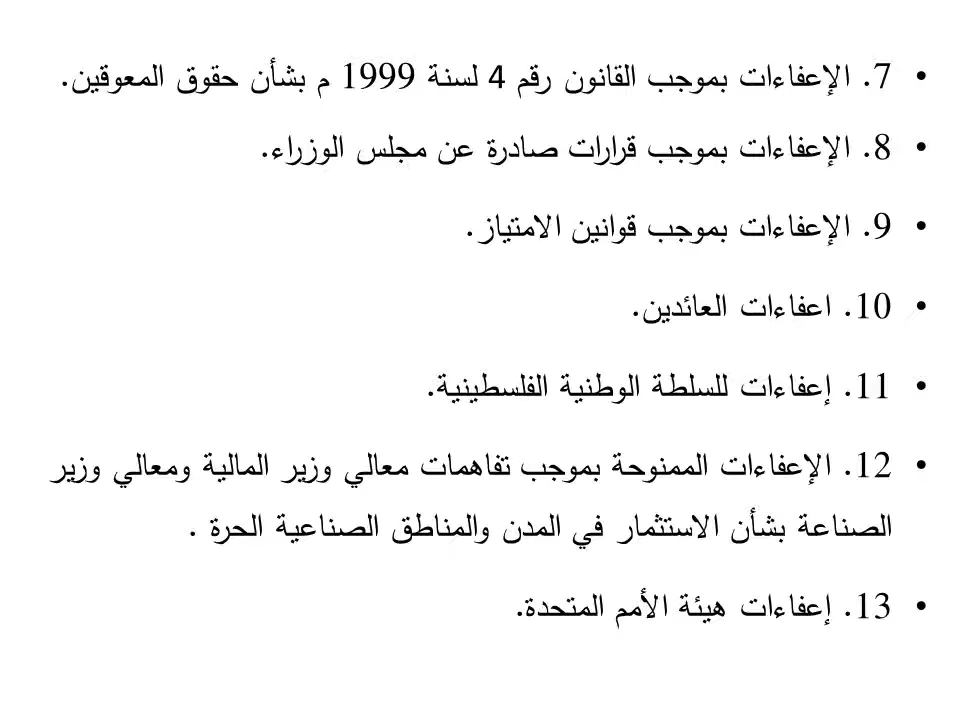 • 7. الإعفاءات بموجب القانون رقم 4 لسنة 1999 م بشأن حقوق المعوقين.
• 8. الإعفاءات بموجب قرارات صادرة عن مجلس الوزراء.
• 9. الإعفاءات بموجب قوانين الامتياز.
• 10. اعفاءات العائدين.
• 11. إعفاءات للسلطة الوطنية الفلسطينية.
• 12. الإعفاءات الممنوحة بموجب تفاهمات معالي وزير المالية ومعالي وزير
الصناعة بشأن الاستثمار في المدن والمناطق الصناعية الحرة .
• 13. إعفاءات هيئة الأمم المتحدة.